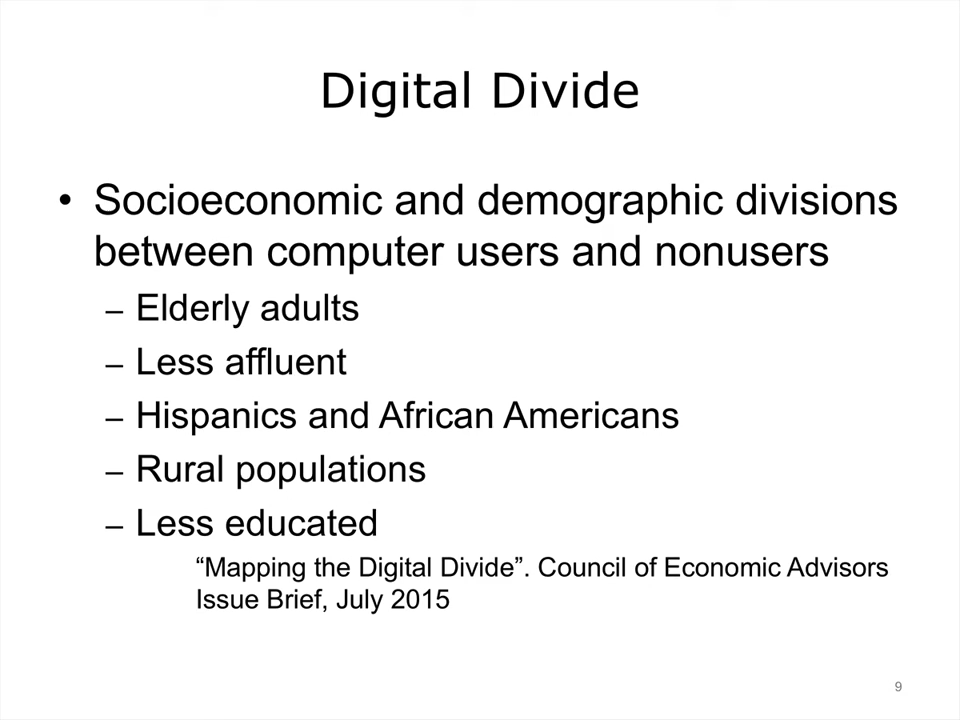 Digital Divide
• Socioeconomic and demographic divisions
between computer users and nonusers
– Elderly adults
– Less affluent
– Hispanics and African Americans
– Rural populations
– Less educated
“Mapping the Digital Divide”. Council of Economic Advisors
Issue Brief, July 2015
9